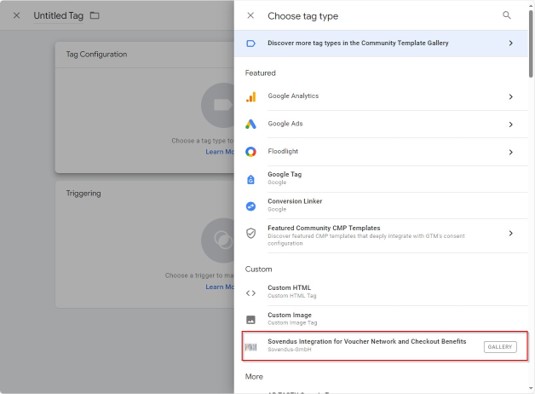 Untitled Tag
Choose tag type
Tag Configuration
Discover more tag types in the Community Template Gallery
Featured
Google Analytics
Google Ads
Choose a tag type to
Learn Mo
Floodlight
Google Tag
Google
Triggering
Conversion Linker
Google
Featured Community CMP Templates
Discover featured CMP templates that deeply integrate with GTM's consent
configuration
Choose a trigger to ma
Learn Mo
Custom
Custom HTML
Custom HTML Tag
Custom Image
Custom Image Tag
Sovendus Integration for Voucher Network and Checkout Benefits
Sovendus GmbH
GALLERY
More